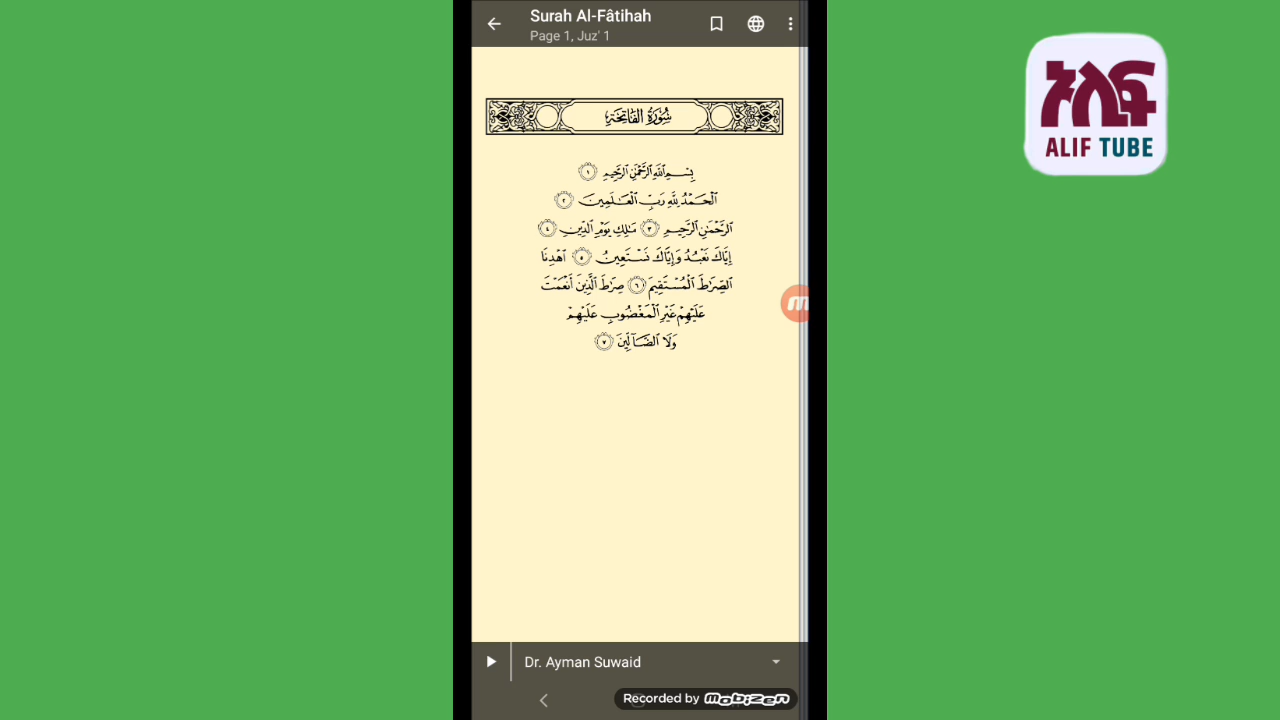 Surah Al-Fâtihah
Page 1, Juz' 1
አሊፍ
ALIF TUBE
سُورَةُ الفَاتِحَةِ
بِسْمِ ٱللَّهِ ٱلرَّحْمَٰنِ ٱلرَّحِيمِ ١
ٱلْحَمْدُ لِلَّهِ رَبِّ ٱلْعَٰلَمِينَ ٢
ٱلرَّحْمَٰنِ ٱلرَّحِيمِ ٣ مَٰلِكِ يَوْمِ ٱلدِّينِ ٤
إِيَّاكَ نَعْبُدُ وَإِيَّاكَ نَسْتَعِينُ ٥ ٱهْدِنَا
ٱلصِّرَٰطَ ٱلْمُسْتَقِيمَ ٦ صِرَٰطَ ٱلَّذِينَ أَنْعَمْتَ
عَلَيْهِمْ غَيْرِ ٱلْمَغْضُوبِ عَلَيْهِمْ
وَلَا ٱلضَّآلِّينَ ٧
Dr. Ayman Suwaid
Recorded by mobizen